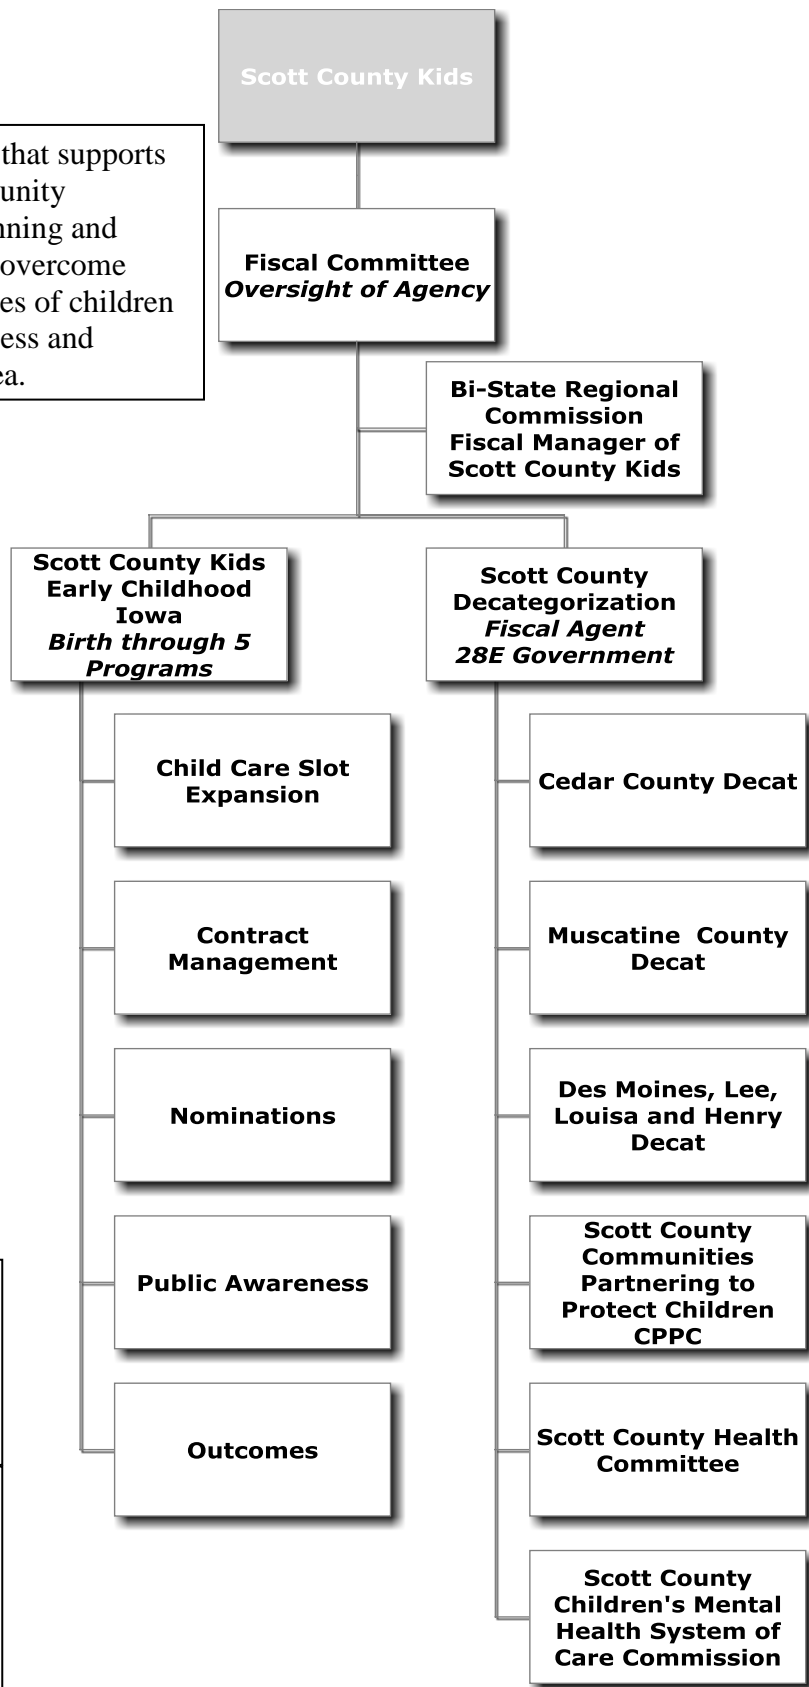 Scott County Kids
that supports
unity
nning and
overcome
es of children
ess and
ea.
Fiscal Committee
Oversight of Agency
Bi-State Regional
Commission
Fiscal Manager of
Scott County Kids
Scott County Kids
Early Childhood
Iowa
Birth through 5
Programs
Child Care Slot
Expansion
Contract
Management
Nominations
Public Awareness
Outcomes
Scott County
Decategorization
Fiscal Agent
28E Government
Cedar County Decat
Muscatine County
Decat
Des Moines, Lee,
Louisa and Henry
Decat
Scott County
Communities
Partnering to
Protect Children
CPPC
Scott County Health
Committee
Scott County
Children's Mental
Health System of
Care Commission